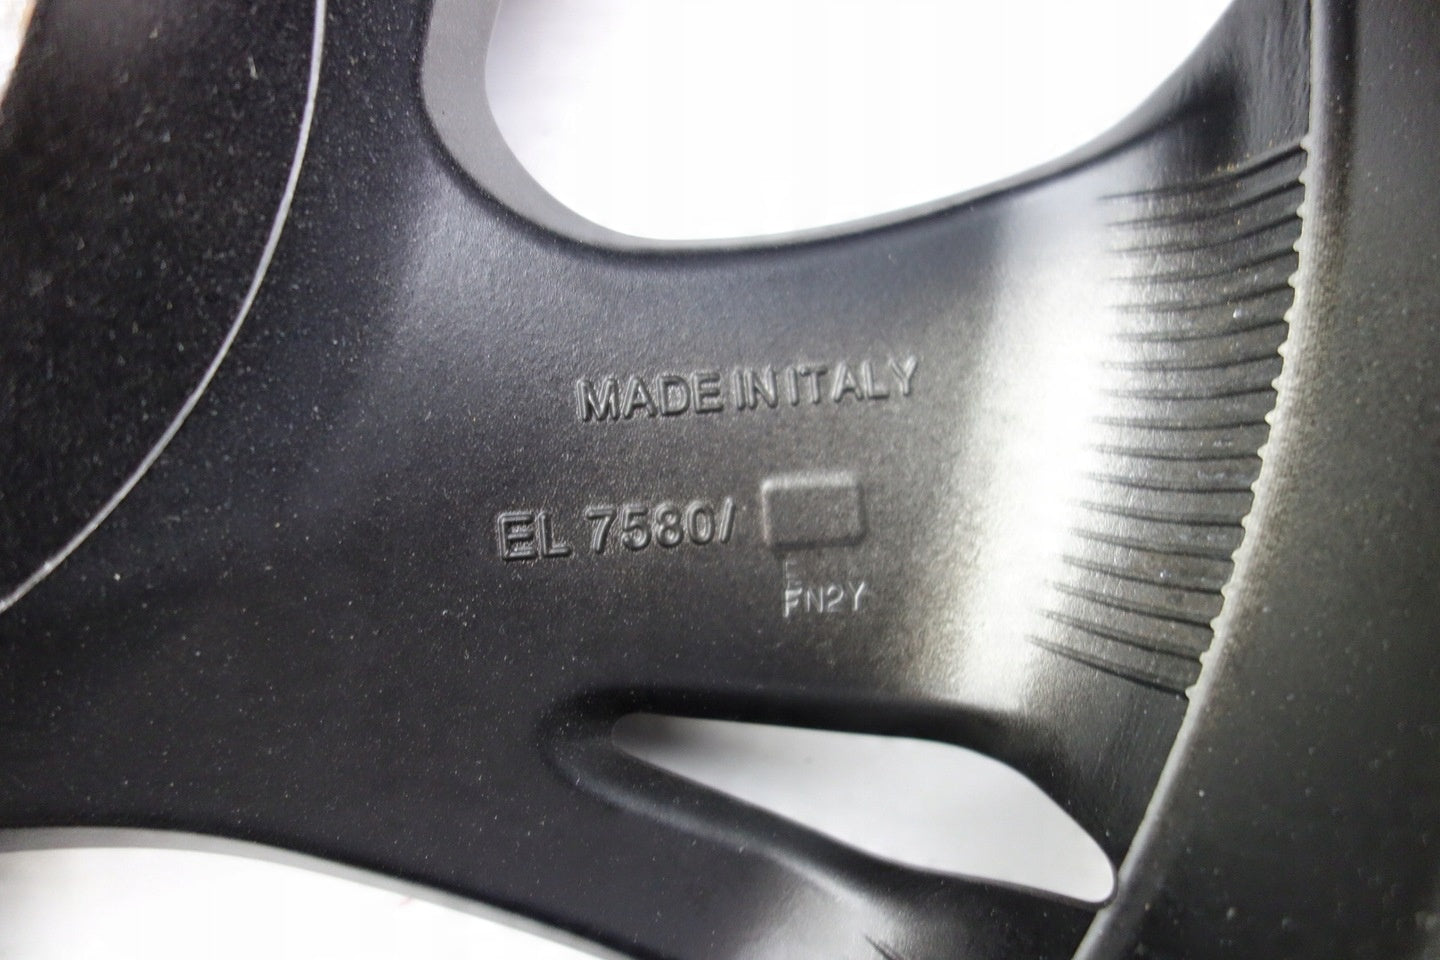 MADE IN ITALY
EL 7580/
E
FN2Y